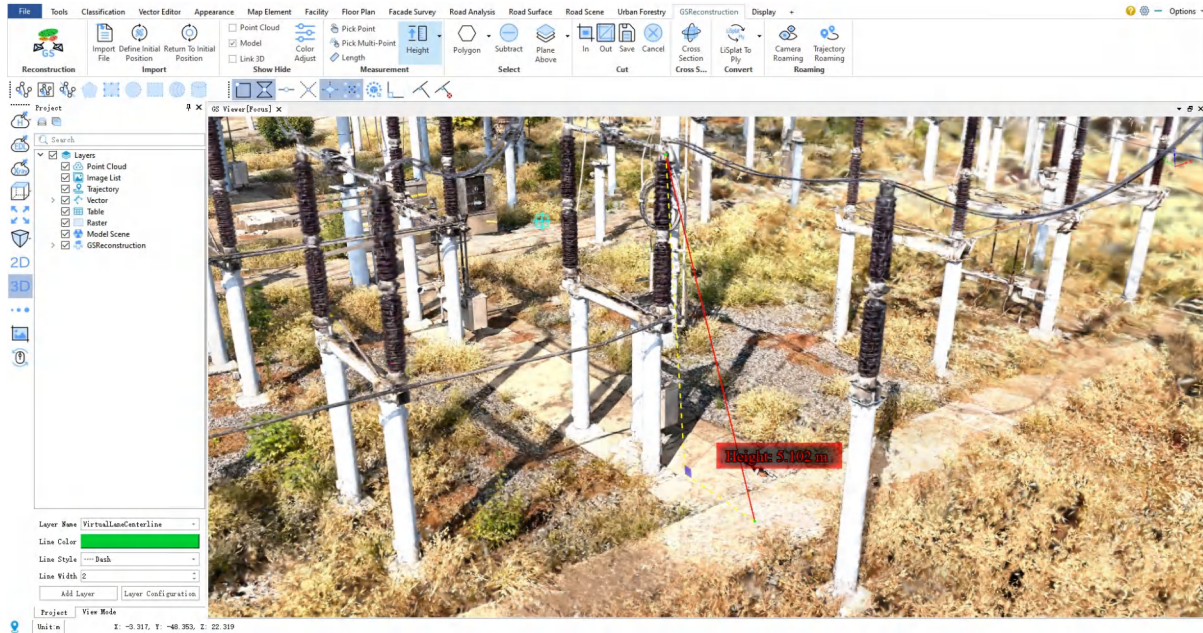 File Tools Classification Vector Editor Appearance Map Element Facility Floor Plan Facade Survey Road Analysis Road Surface Road Scene Urban Forestry GSReconstruction Display + Options
GS
Reconstruction
Import File
Define Initial Position
Return To Initial Position
Import
Point Cloud
Model
Link 3D
Color Adjust
Show Hide
Pick Point
Pick Multi-Point
Length
Height
Measurement
Polygon
Subtract
Plane Above
Select
In Out Save Cancel
Cut
Cross Section
Cross S...
LiSplat To Ply
Convert
Camera Roaming
Trajectory Roaming
Roaming
Project
GS Viewer[Focus]
Search
Layers
Point Cloud
Image List
Trajectory
Vector
Table
Raster
Model Scene
GSReconstruction
H
EDL
Xray
2D
3D
Height: 5.102 m
Layer Name VirtualLaneCenterline
Line Color
Line Style Dash
Line Width 2
Add Layer Layer Configuration
Project View Mode
Unit:m X: -3.317, Y: -48.353, Z: 22.319